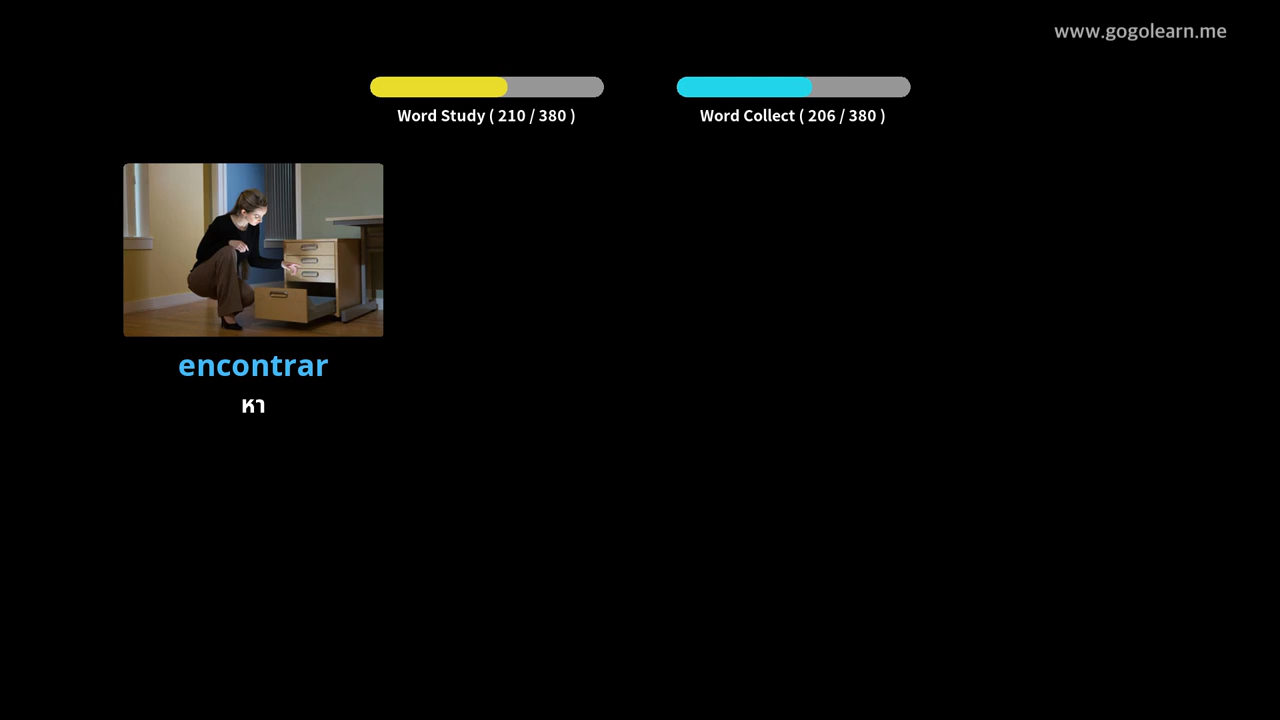 www.gogolearn.me
Word Study ( 210 / 380 )
Word Collect ( 206 / 380 )
encontrar
หา